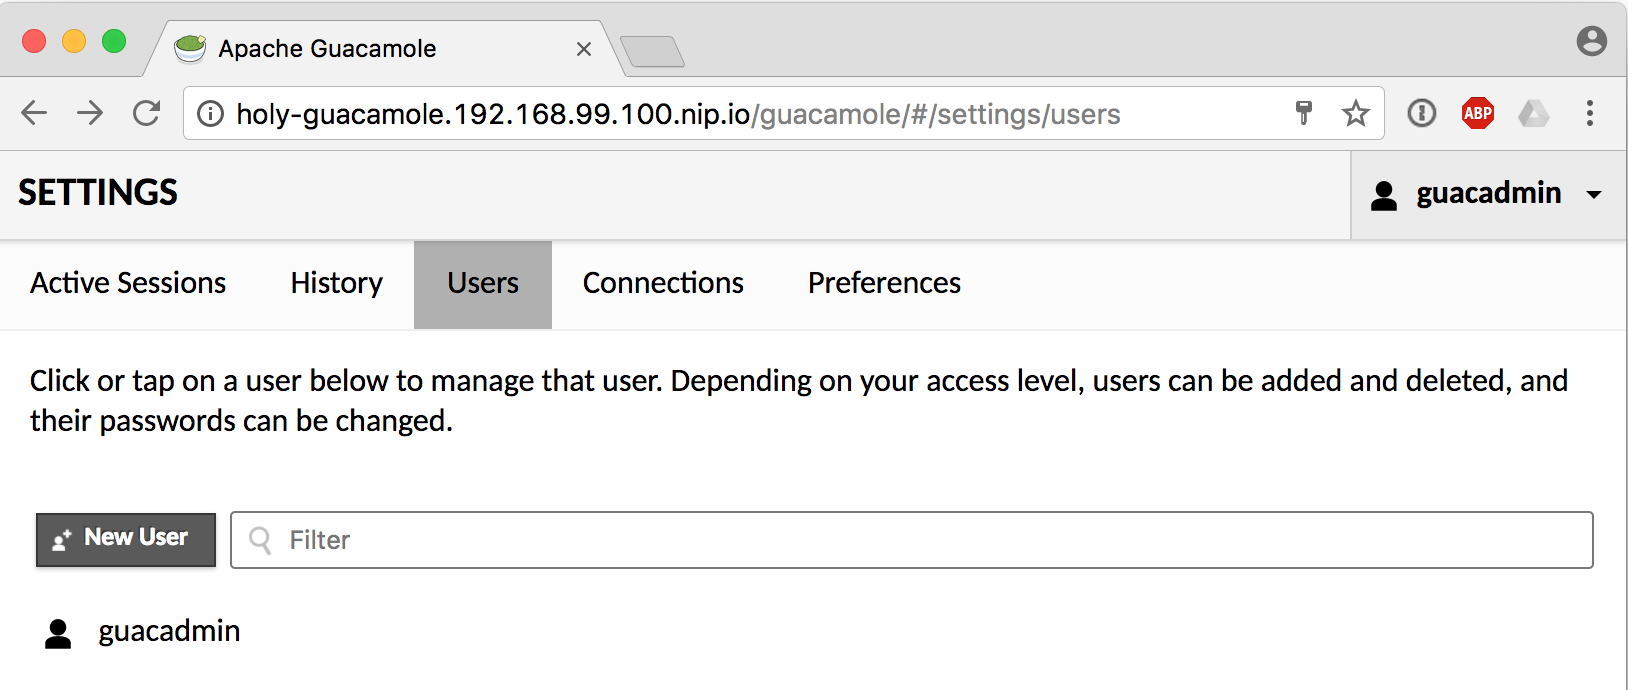 Apache Guacamole
holy-guacamole.192.168.99.100.nip.io/guacamole/#/settings/users
ABP
SETTINGS
guacadmin
Active Sessions History Users Connections Preferences
Click or tap on a user below to manage that user. Depending on your access level, users can be added and deleted, and
their passwords can be changed.
New User
Filter
guacadmin